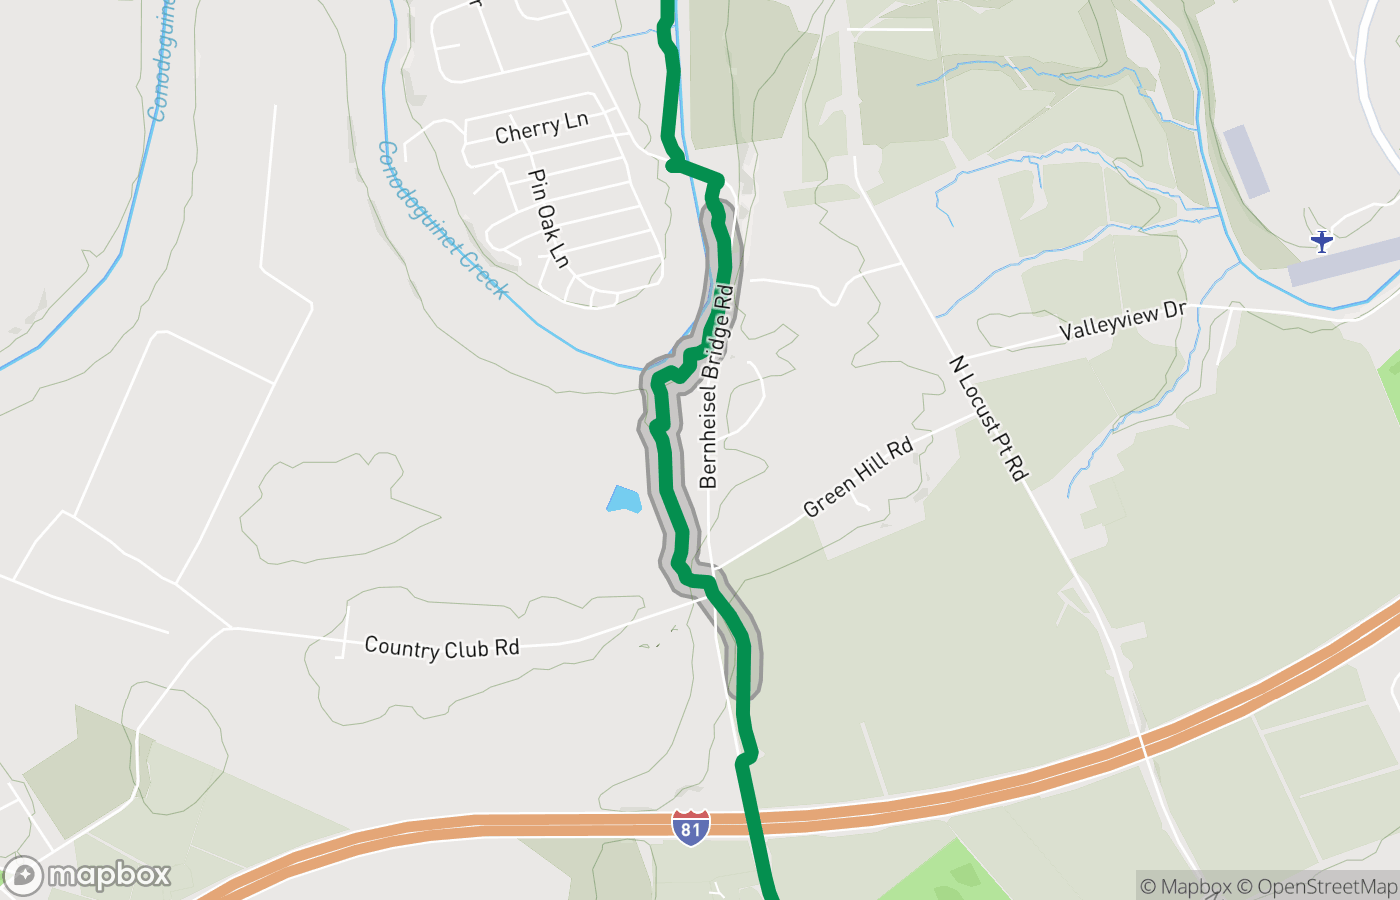 Conodoguinet
Cherry Ln
Pin Oak Ln
Conodoguinet Creek
Bernheisel Bridge Rd
Valleyview Dr
N Locust Pt Rd
Green Hill Rd
Country Club Rd
81
mapbox
© Mapbox © OpenStreetMap